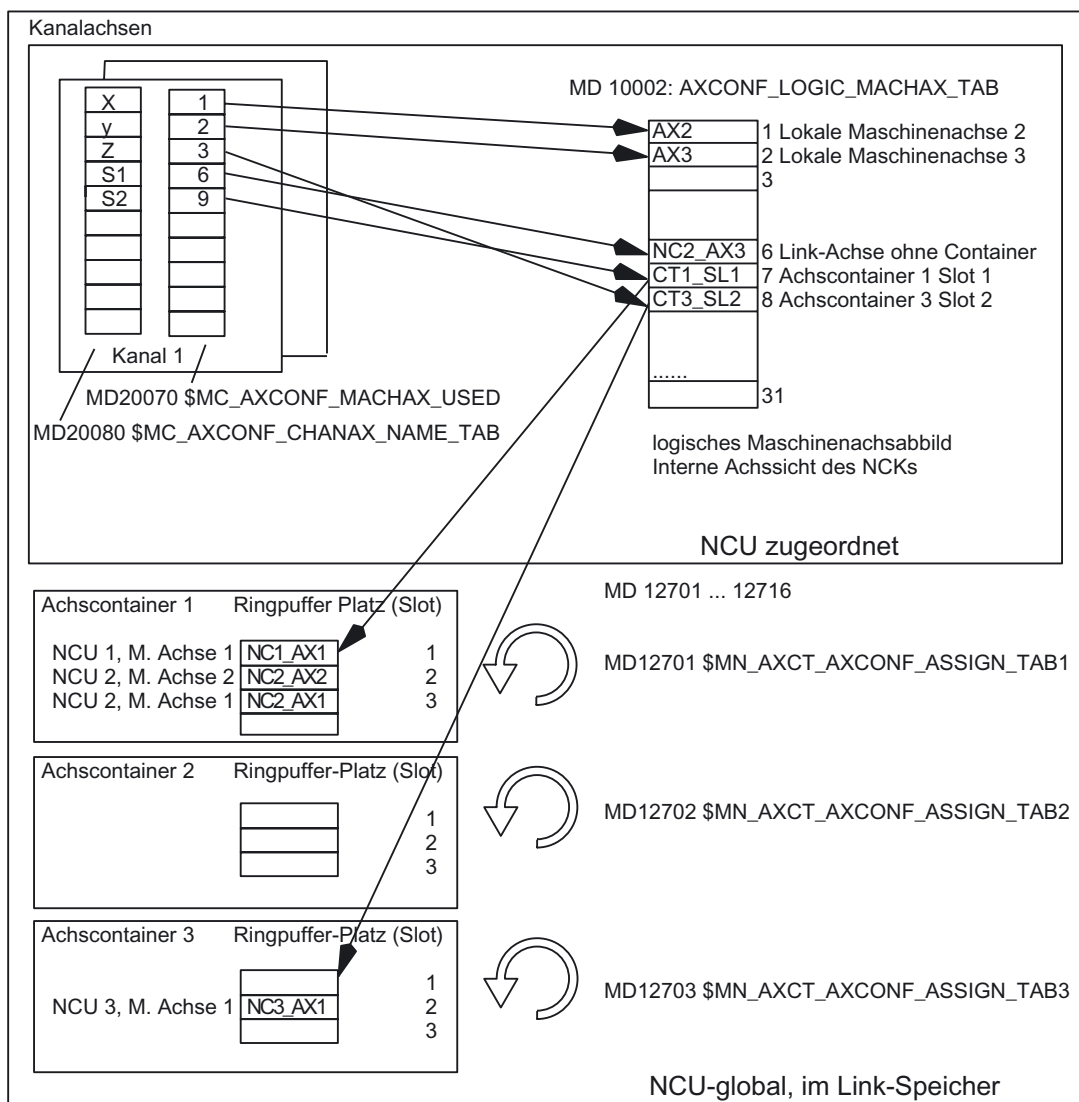 Kanalachsen
X 1
y 2
Z 3
S1 6
S2 9
Kanal 1
MD20070 $MC_AXCONF_MACHAX_USED
MD20080 $MC_AXCONF_CHANAX_NAME_TAB
MD 10002: AXCONF_LOGIC_MACHAX_TAB
AX2 1 Lokale Maschinenachse 2
AX3 2 Lokale Maschinenachse 3
3
NC2_AX3 6 Link-Achse ohne Container
CT1_SL1 7 Achscontainer 1 Slot 1
CT3_SL2 8 Achscontainer 3 Slot 2
......
31
logisches Maschinenachsabbild
Interne Achssicht des NCKs
NCU zugeordnet
MD 12701 ... 12716
Achscontainer 1 Ringpuffer Platz (Slot)
NCU 1, M. Achse 1 NC1_AX1 1
NCU 2, M. Achse 2 NC2_AX2 2
NCU 2, M. Achse 1 NC2_AX1 3
MD12701 $MN_AXCT_AXCONF_ASSIGN_TAB1
Achscontainer 2 Ringpuffer-Platz (Slot)
1
2
3
MD12702 $MN_AXCT_AXCONF_ASSIGN_TAB2
Achscontainer 3 Ringpuffer-Platz (Slot)
1
NCU 3, M. Achse 1 NC3_AX1 2
3
MD12703 $MN_AXCT_AXCONF_ASSIGN_TAB3
NCU-global, im Link-Speicher